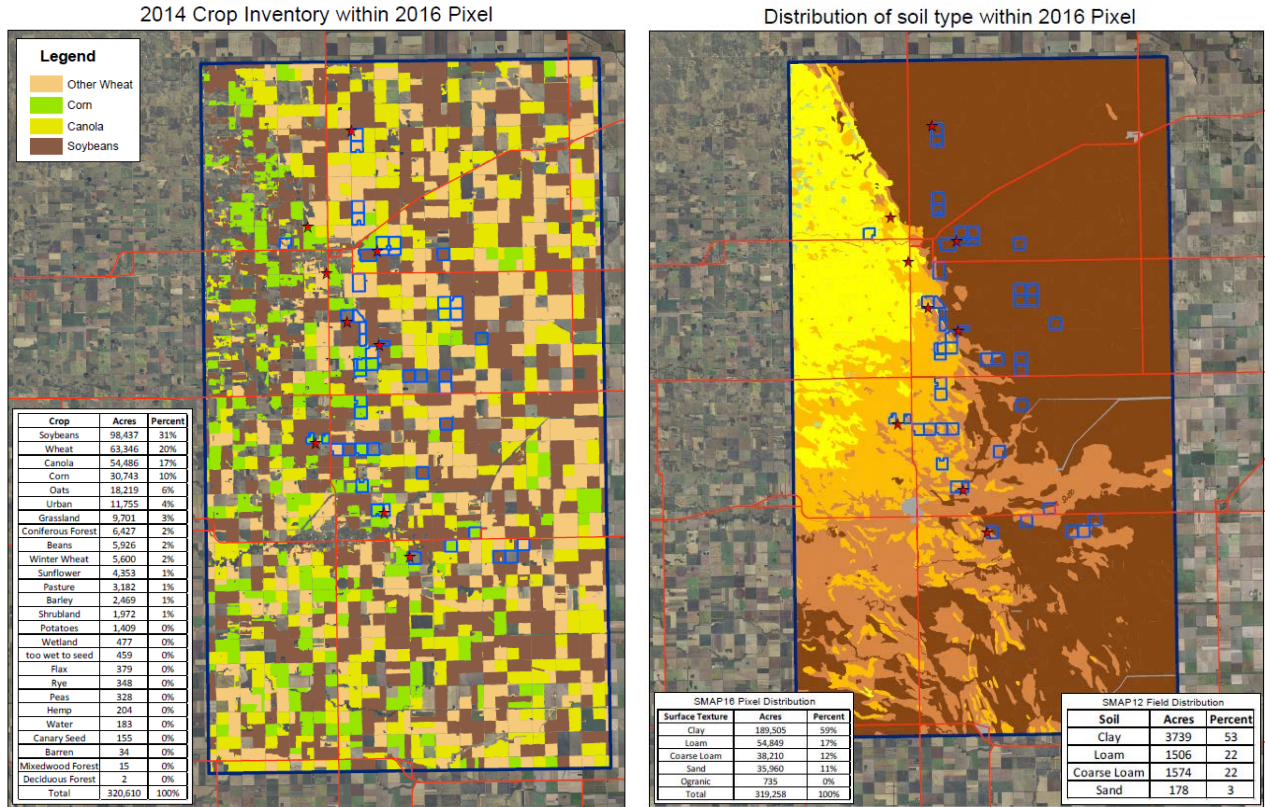 2014 Crop Inventory within 2016 Pixel
Legend
Other Wheat
Corn
Canola
Soybeans
Crop Acres Percent
Soybeans 98,437 31%
Wheat 63,346 20%
Canola 54,486 17%
Corn 30,743 10%
Oats 18,219 6%
Urban 11,755 4%
Grassland 9,701 3%
Coniferous Forest 6,427 2%
Beans 5,926 2%
Winter Wheat 5,600 2%
Sunflower 4,353 1%
Pasture 3,182 1%
Barley 2,469 1%
Shrubland 1,972 1%
Potatoes 1,409 0%
Wetland 477 0%
too wet to seed 459 0%
Flax 379 0%
Rye 348 0%
Peas 328 0%
Hemp 204 0%
Water 183 0%
Canary Seed 155 0%
Barren 34 0%
Mixedwood Forest 15 0%
Deciduous Forest 2 0%
Total 320,610 100%
Distribution of soil type within 2016 Pixel
SMAP16 Pixel Distribution
Surface Texture Acres Percent
Clay 189,505 59%
Loam 54,849 17%
Coarse Loam 38,210 12%
Sand 35,960 11%
Ogranic 735 0%
Total 319,258 100%
SMAP12 Field Distribution
Soil Acres Percent
Clay 3739 53
Loam 1506 22
Coarse Loam 1574 22
Sand 178 3